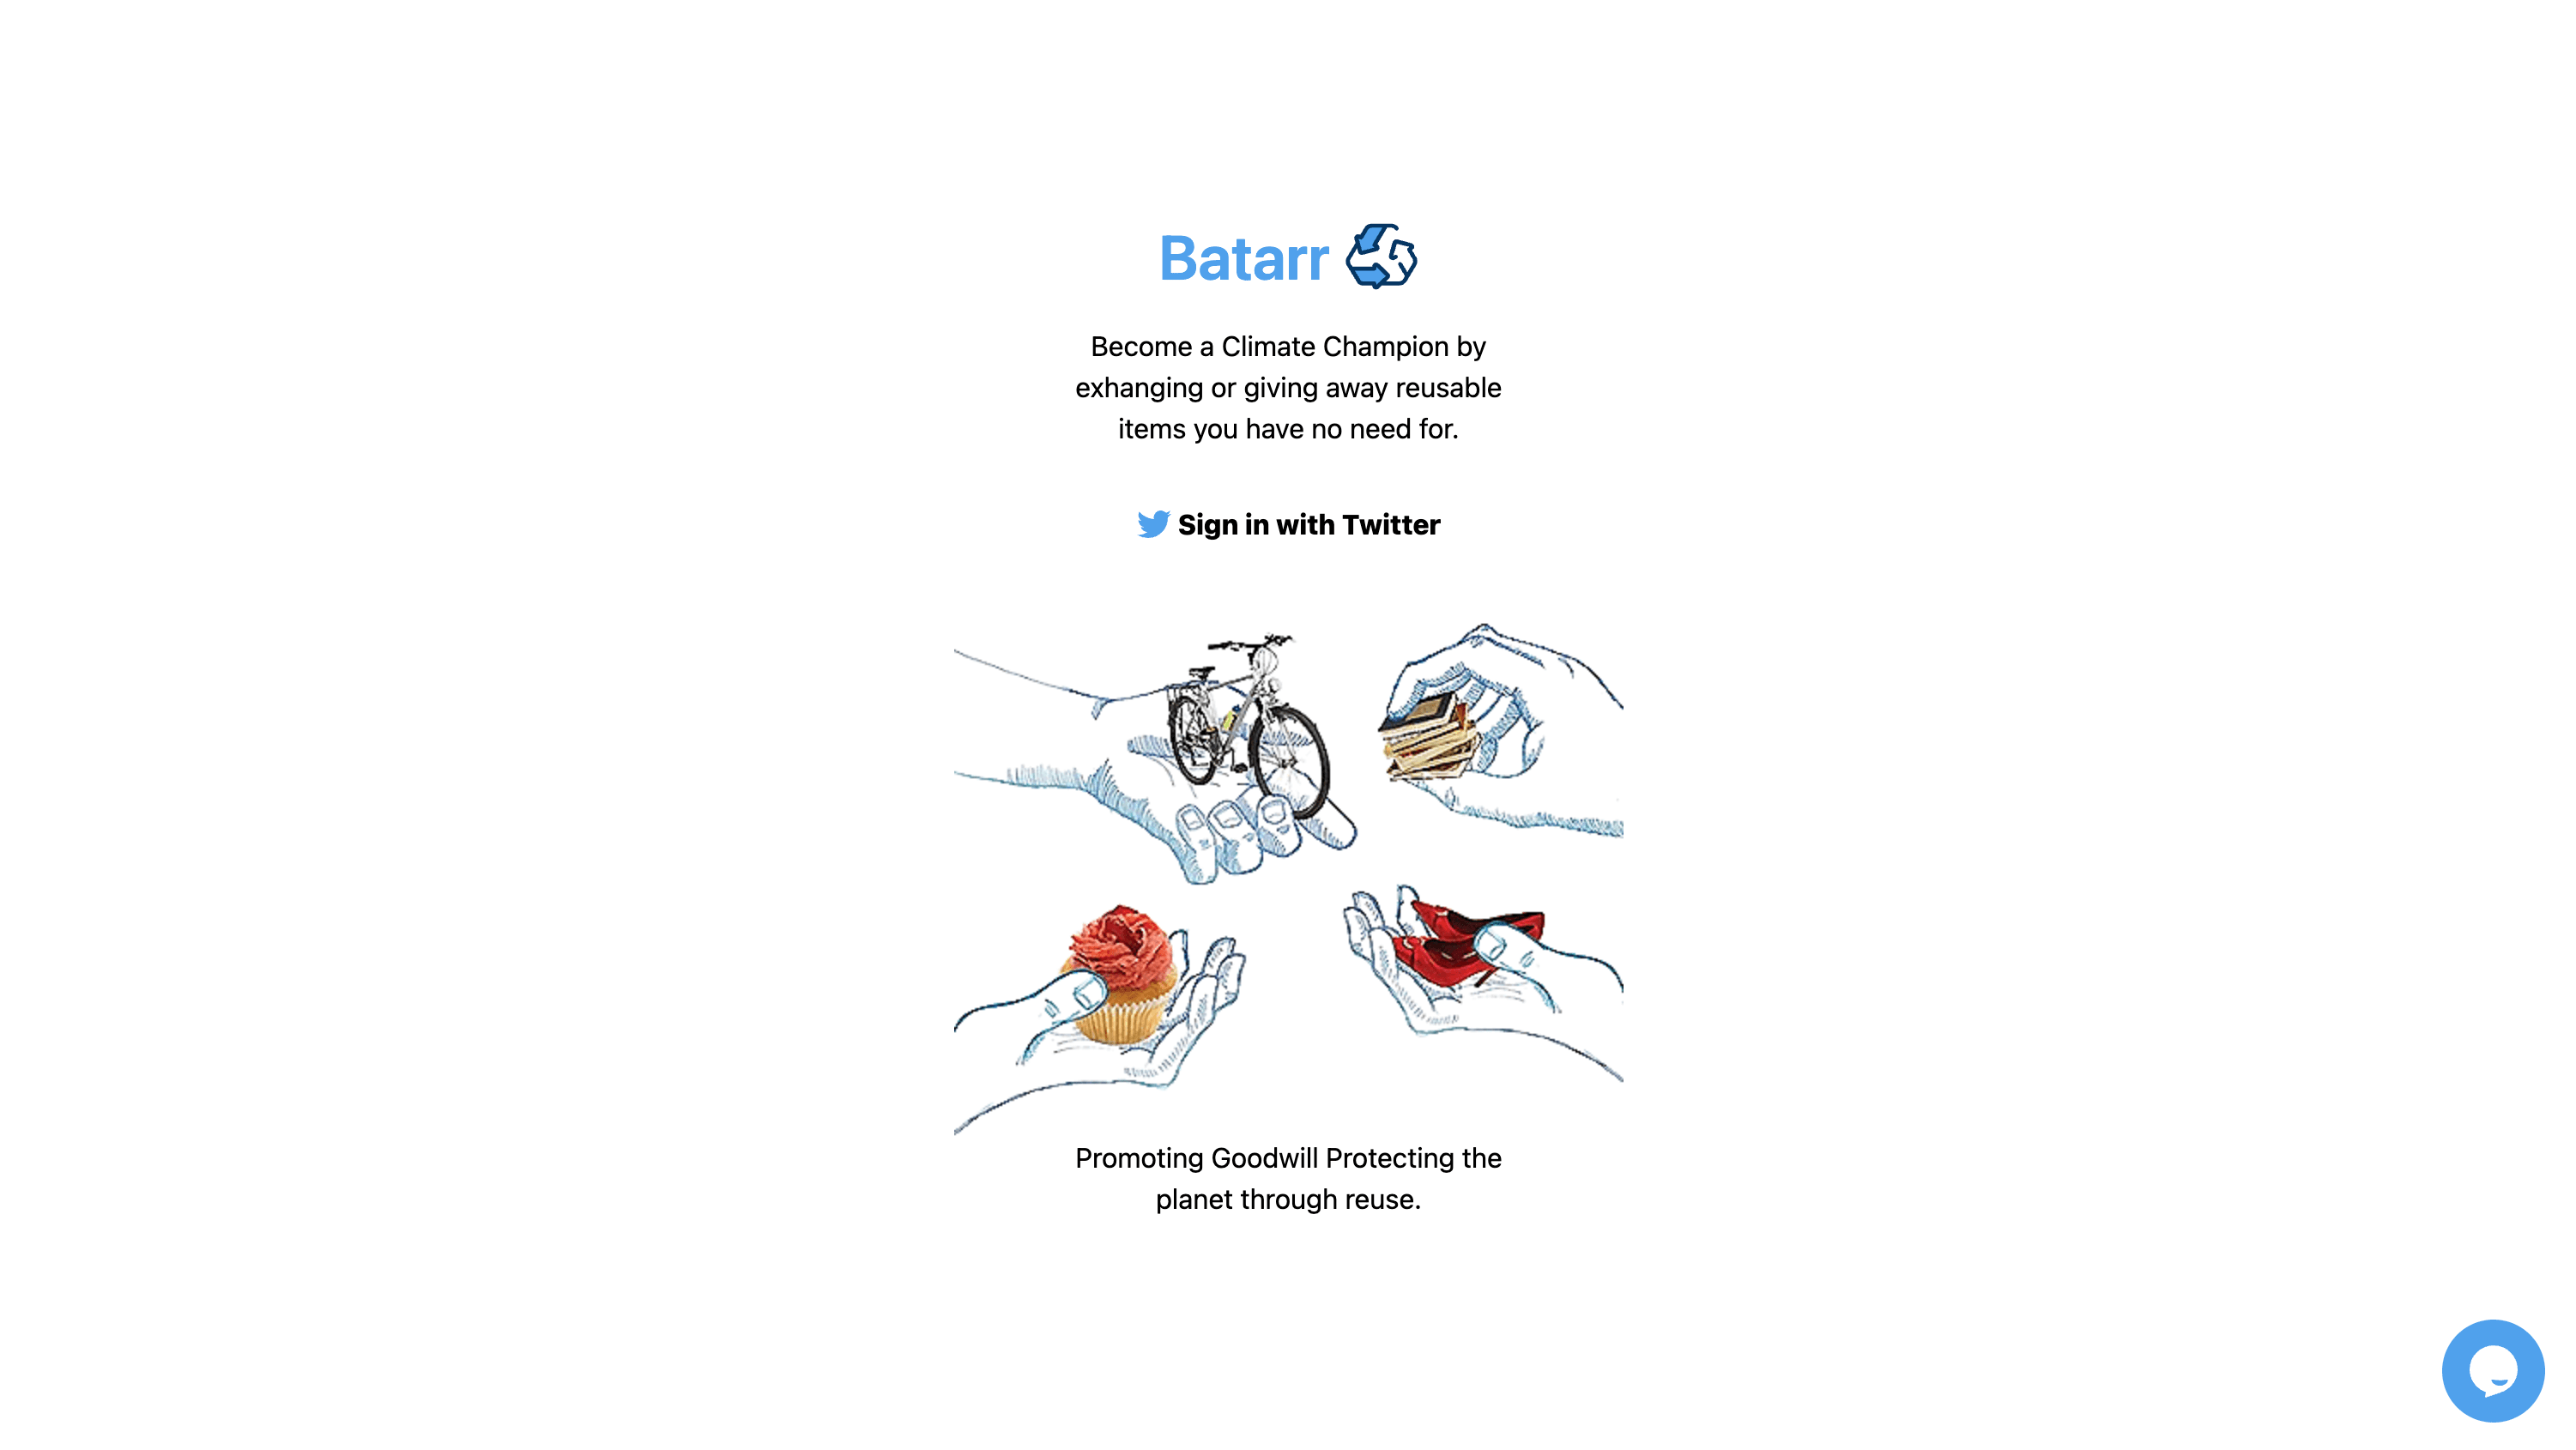 Batarr
Become a Climate Champion by
exhanging or giving away reusable
items you have no need for.
Sign in with Twitter
Promoting Goodwill Protecting the
planet through reuse.